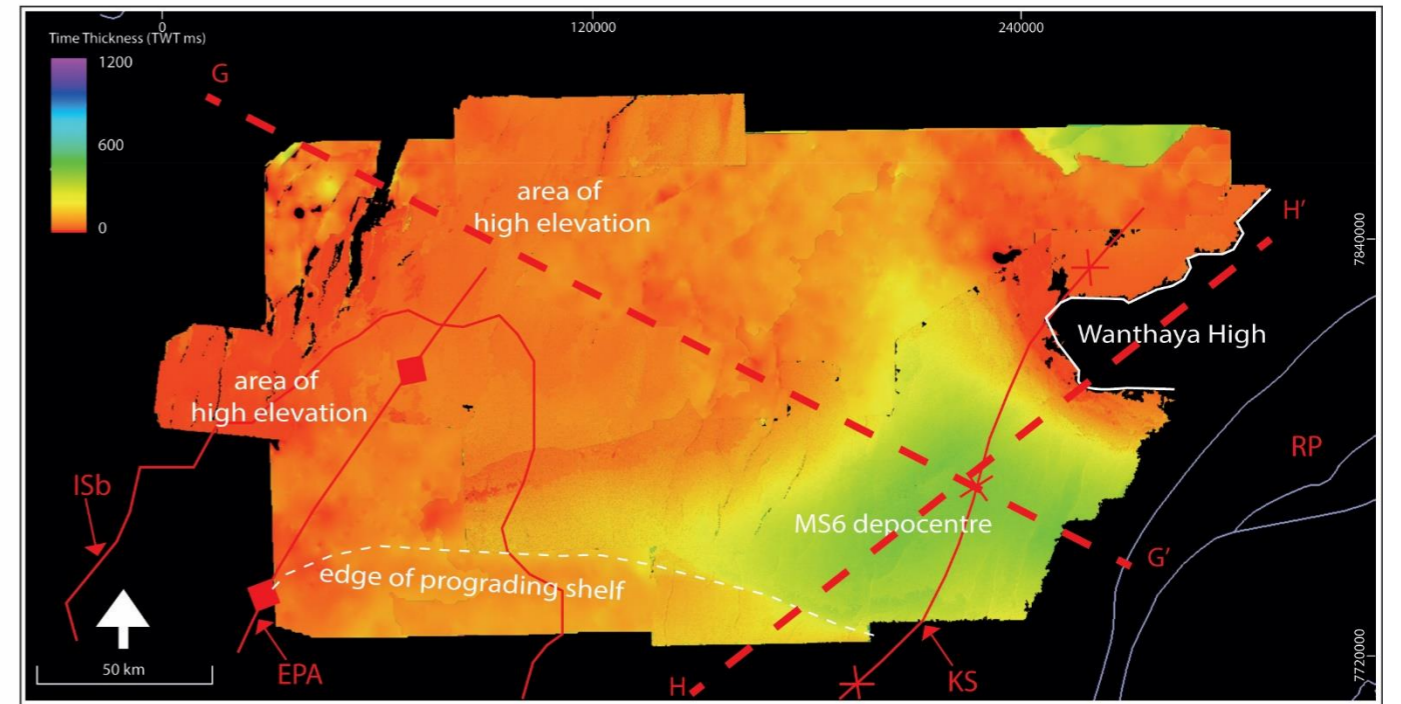 0
120000
240000
Time Thickness (TWT ms)
1200
600
0
G
area of
high elevation
H'
7840000
Wanthaya High
area of
high elevation
RP
ISb
MS6 depocentre
G'
edge of prograding shelf
7720000
50 km
EPA
H
KS